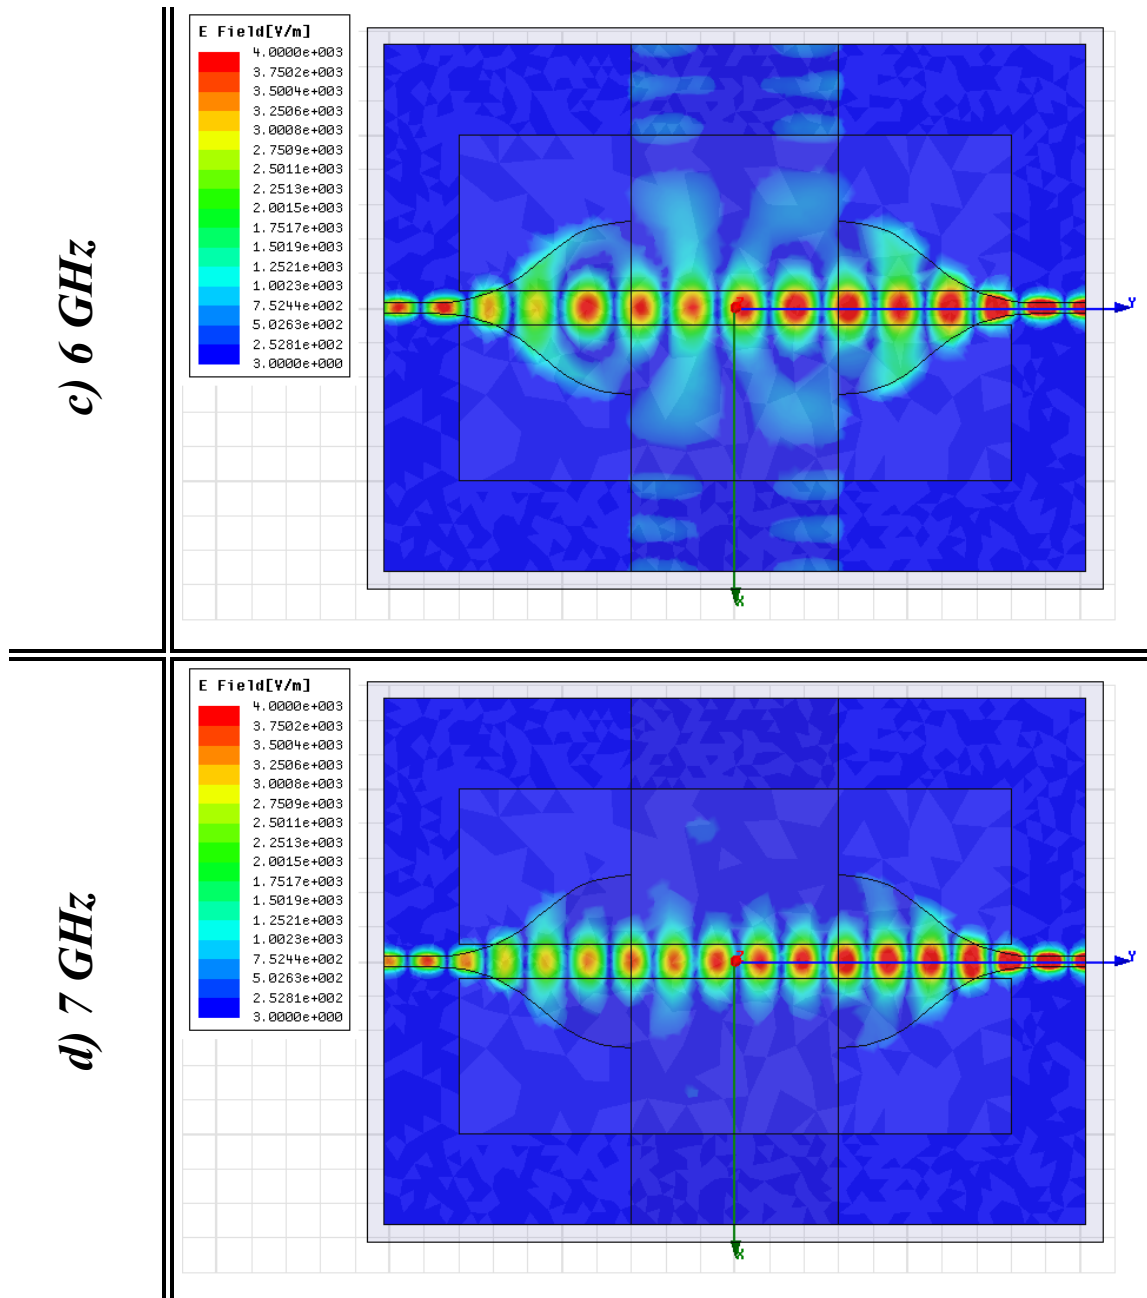 c) 6 GHz
E Field[V/m]
4.0000e+003
3.7502e+003
3.5004e+003
3.2506e+003
3.0008e+003
2.7509e+003
2.5011e+003
2.2513e+003
2.0015e+003
1.7517e+003
1.5019e+003
1.2521e+003
1.0023e+003
7.5244e+002
5.0263e+002
2.5281e+002
3.0000e+000
Y
X
d) 7 GHz
E Field[V/m]
4.0000e+003
3.7502e+003
3.5004e+003
3.2506e+003
3.0008e+003
2.7509e+003
2.5011e+003
2.2513e+003
2.0015e+003
1.7517e+003
1.5019e+003
1.2521e+003
1.0023e+003
7.5244e+002
5.0263e+002
2.5281e+002
3.0000e+000
Y
X